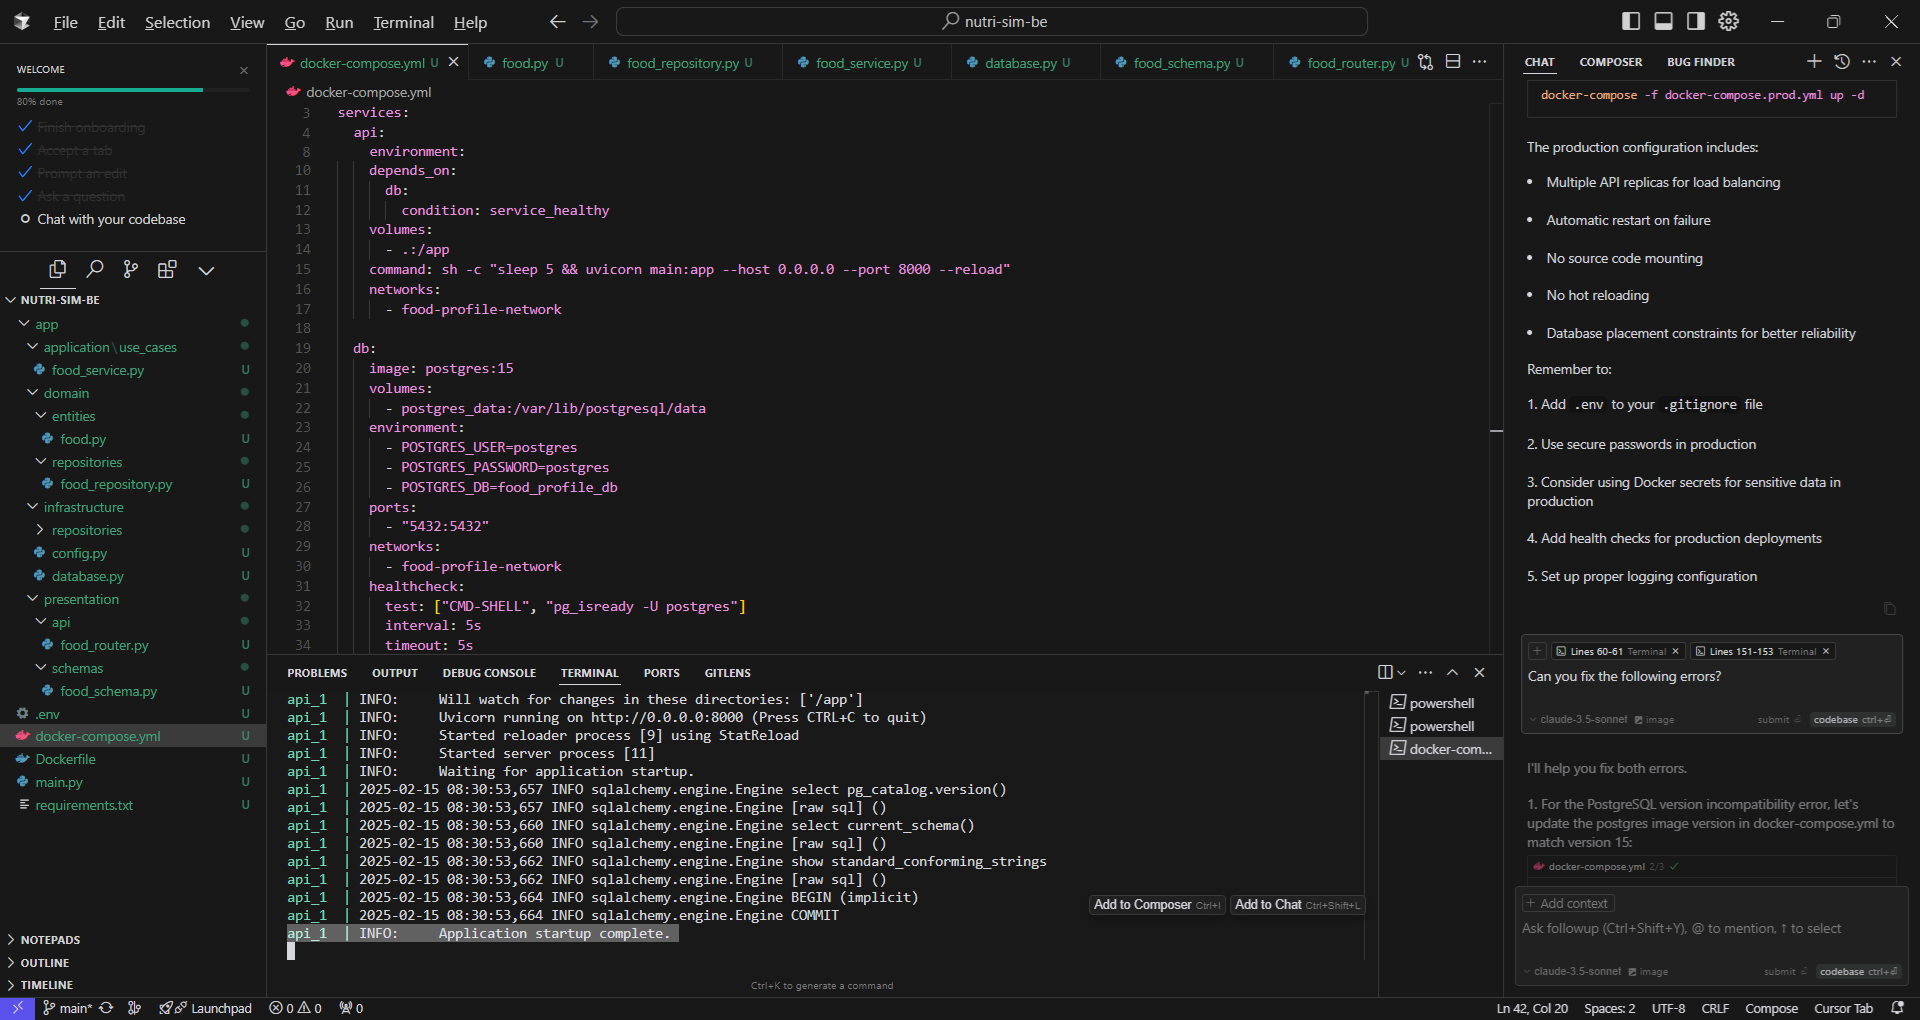 File Edit Selection View Go Run Terminal Help
nutri-sim-be
WELCOME
80% done
Finish onboarding
Accept a tab
Prompt an edit
Ask a question
Chat with your codebase
NUTRI-SIM-BE
app
application\use_cases
food_service.py U
domain
entities
food.py U
repositories
food_repository.py U
infrastructure
repositories
config.py U
database.py U
presentation
api
food_router.py U
schemas
food_schema.py U
.env U
docker-compose.yml U
Dockerfile U
main.py U
requirements.txt U
NOTEPADS
OUTLINE
TIMELINE
docker-compose.yml U food.py U food_repository.py U food_service.py U database.py U food_schema.py U food_router.py U
docker-compose.yml
3 services:
4 api:
8 environment:
10 depends_on:
11 db:
12 condition: service_healthy
13 volumes:
14 - .:/app
15 command: sh -c "sleep 5 && uvicorn main:app --host 0.0.0.0 --port 8000 --reload"
16 networks:
17 - food-profile-network
18
19 db:
20 image: postgres:15
21 volumes:
22 - postgres_data:/var/lib/postgresql/data
23 environment:
24 - POSTGRES_USER=postgres
25 - POSTGRES_PASSWORD=postgres
26 - POSTGRES_DB=food_profile_db
27 ports:
28 - "5432:5432"
29 networks:
30 - food-profile-network
31 healthcheck:
32 test: ["CMD-SHELL", "pg_isready -U postgres"]
33 interval: 5s
34 timeout: 5s
PROBLEMS OUTPUT DEBUG CONSOLE TERMINAL PORTS GITLENS
api_1 | INFO: Will watch for changes in these directories: ['/app']
api_1 | INFO: Uvicorn running on http://0.0.0.0:8000 (Press CTRL+C to quit)
api_1 | INFO: Started reloader process [9] using StatReload
api_1 | INFO: Started server process [11]
api_1 | INFO: Waiting for application startup.
api_1 | 2025-02-15 08:30:53,657 INFO sqlalchemy.engine.Engine select pg_catalog.version()
api_1 | 2025-02-15 08:30:53,657 INFO sqlalchemy.engine.Engine [raw sql] ()
api_1 | 2025-02-15 08:30:53,660 INFO sqlalchemy.engine.Engine select current_schema()
api_1 | 2025-02-15 08:30:53,660 INFO sqlalchemy.engine.Engine [raw sql] ()
api_1 | 2025-02-15 08:30:53,662 INFO sqlalchemy.engine.Engine show standard_conforming_strings
api_1 | 2025-02-15 08:30:53,662 INFO sqlalchemy.engine.Engine [raw sql] ()
api_1 | 2025-02-15 08:30:53,664 INFO sqlalchemy.engine.Engine BEGIN (implicit)
api_1 | 2025-02-15 08:30:53,664 INFO sqlalchemy.engine.Engine COMMIT
api_1 | INFO: Application startup complete.
Add to Composer Ctrl+I Add to Chat Ctrl+Shift+L
Ctrl+K to generate a command
powershell
powershell
docker-com...
CHAT COMPOSER BUG FINDER
docker-compose -f docker-compose.prod.yml up -d
The production configuration includes:
• Multiple API replicas for load balancing
• Automatic restart on failure
• No source code mounting
• No hot reloading
• Database placement constraints for better reliability
Remember to:
1. Add .env to your .gitignore file
2. Use secure passwords in production
3. Consider using Docker secrets for sensitive data in
production
4. Add health checks for production deployments
5. Set up proper logging configuration
+ Lines 60-61 Terminal × Lines 151-153 Terminal ×
Can you fix the following errors?
claude-3.5-sonnet image submit codebase ctrl+⏎
I'll help you fix both errors.
1. For the PostgreSQL version incompatibility error, let's
update the postgres image version in docker-compose.yml to
match version 15:
docker-compose.yml 2/3 ✓
+ Add context
Ask followup (Ctrl+Shift+Y), @ to mention, ↑ to select
claude-3.5-sonnet image submit codebase ctrl+⏎
main* Launchpad 0 0 0
Ln 42, Col 20 Spaces: 2 UTF-8 CRLF Compose Cursor Tab